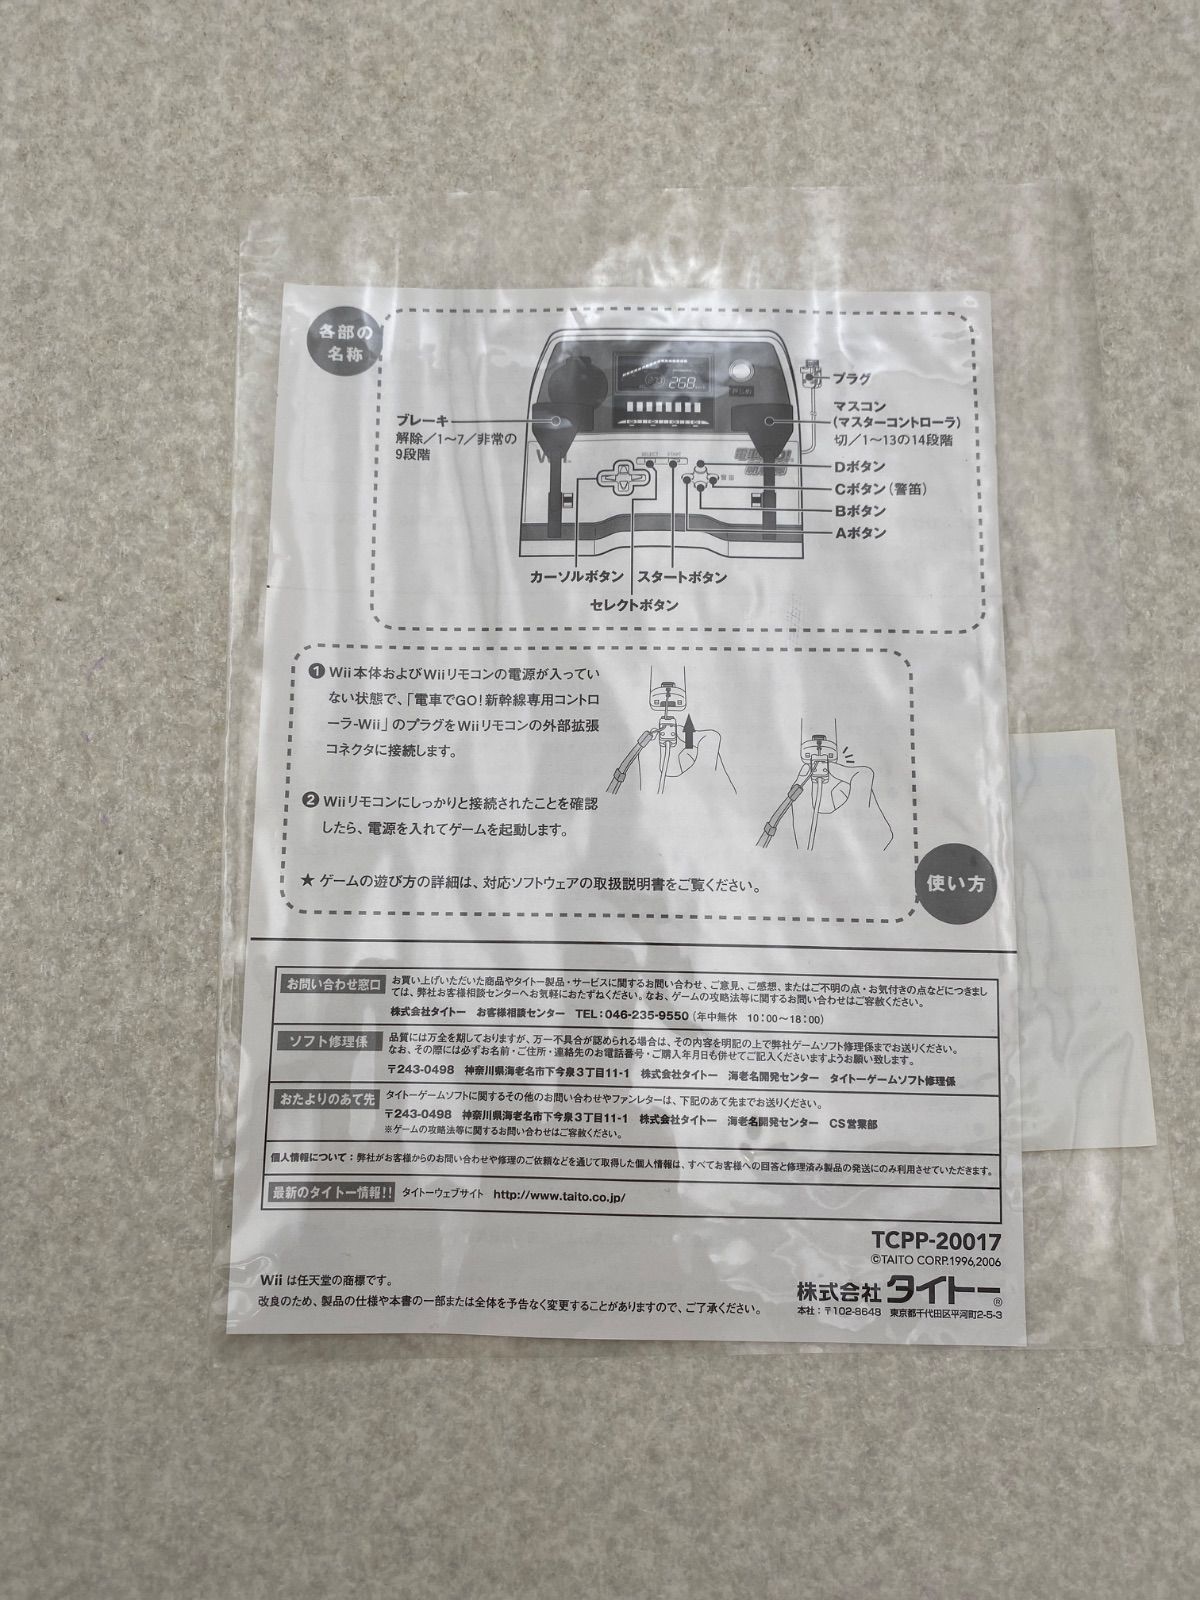 各部の
名称
プラグ
マスコン
(マスターコントローラ)
切／1〜13の14段階
ブレーキ
解除／1〜7／非常の
9段階
268
SELECT
START
警笛
Dボタン
Cボタン(警笛)
Bボタン
Aボタン
カーソルボタン
スタートボタン
セレクトボタン
❶Wii本体およびWiiリモコンの電源が入ってい
ない状態で、「電車でGO!新幹線専用コントロ
ーラ-Wii」のプラグをWiiリモコンの外部拡張
コネクタに接続します。
❷Wiiリモコンにしっかりと接続されたことを確認
したら、電源を入れてゲームを起動します。
★ゲームの遊び方の詳細は、対応ソフトウェアの取扱説明書をご覧ください。
使い方
お問い合わせ窓口
お買い上げいただいた商品やタイトー製品・サービスに関するお問い合わせ、ご意見、ご感想、またはご不明の点・お気付きの点などにつきまし
ては、弊社お客様相談センターへお気軽におたずねください。なお、ゲームの攻略法等に関するお問い合わせはご容赦ください。
株式会社タイトー お客様相談センター TEL:046-235-9550(年中無休 10:00〜18:00)
ソフト修理係
品質には万全を期しておりますが、万一不具合が認められる場合は、その内容を明記の上で弊社ゲームソフト修理係までお送りください。
なお、その際には必ずお名前・ご住所・連絡先のお電話番号・ご購入年月日も併せてご記入くださいますようお願い致します。
〒243-0498 神奈川県海老名市下今泉3丁目11-1 株式会社タイトー 海老名開発センター タイトーゲームソフト修理係
おたよりのあて先
タイトーゲームソフトに関するその他のお問い合わせやファンレターは、下記のあて先までお送りください。
〒243-0498 神奈川県海老名市下今泉3丁目11-1 株式会社タイトー 海老名開発センター CS営業部
※ゲームの攻略法等に関するお問い合わせはご容赦ください。
個人情報について：弊社がお客様からのお問い合わせや修理のご依頼などを通じて取得した個人情報は、すべてお客様への回答と修理済み製品の発送にのみ利用させていただきます。
最新のタイトー情報!!
タイトーウェブサイト http://www.taito.co.jp/
TCPP-20017
©TAITO CORP.1996,2006
Wiiは任天堂の商標です。
改良のため、製品の仕様や本書の一部または全体を予告なく変更することがありますので、ご了承ください。
株式会社タイトー®
本社：〒102-8648 東京都千代田区平河町2-5-3